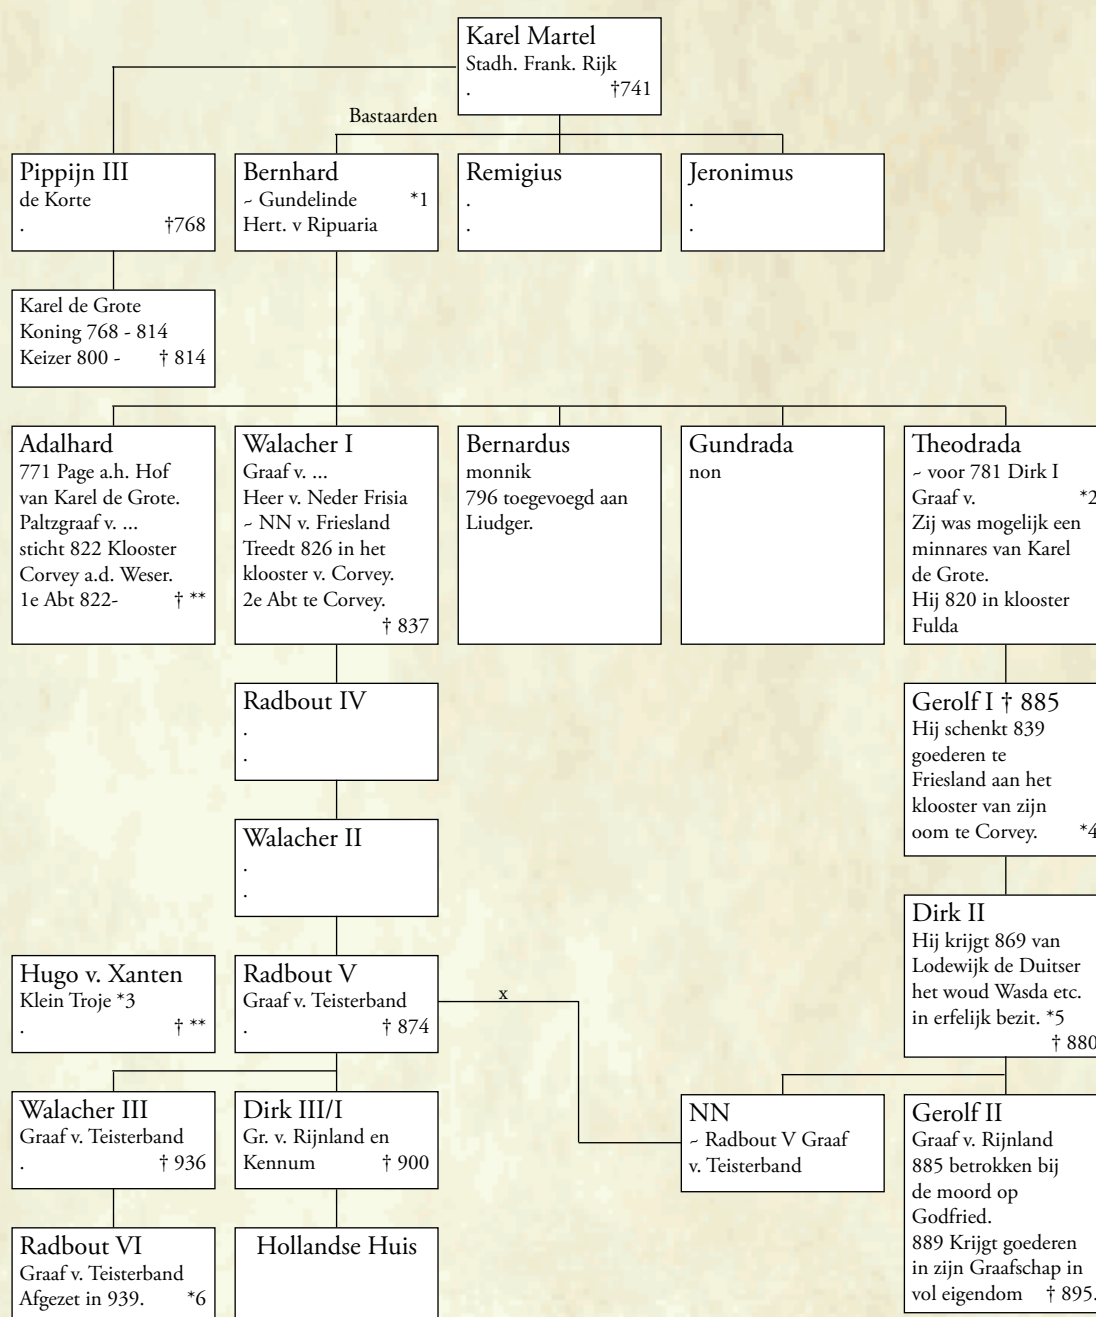 Karel Martel
Stadh. Frank. Rijk
. †741
Bastaarden
Pippijn III
de Korte
. †768
Bernhard
~ Gundelinde *1
Hert. v Ripuaria
Remigius
.
.
Jeronimus
.
.
Karel de Grote
Koning 768 - 814
Keizer 800 - † 814
Adalhard
771 Page a.h. Hof
van Karel de Grote.
Paltzgraaf v. ...
sticht 822 Klooster
Corvey a.d. Weser.
1e Abt 822- † **
Walacher I
Graaf v. ...
Heer v. Neder Frisia
~ NN v. Friesland
Treedt 826 in het
klooster v. Corvey.
2e Abt te Corvey.
† 837
Bernardus
monnik
796 toegevoegd aan
Liudger.
Gundrada
non
Theodrada
~ voor 781 Dirk I
Graaf v. *2
Zij was mogelijk een
minnares van Karel
de Grote.
Hij 820 in klooster
Fulda
Radbout IV
.
.
Gerolf I † 885
Hij schenkt 839
goederen te
Friesland aan het
klooster van zijn
oom te Corvey. *4
Walacher II
.
.
Dirk II
Hij krijgt 869 van
Lodewijk de Duitser
het woud Wasda etc.
in erfelijk bezit. *5
† 880
Hugo v. Xanten
Klein Troje *3
. † **
Radbout V
Graaf v. Teisterband
. † 874
x
Walacher III
Graaf v. Teisterband
. † 936
Dirk III/I
Gr. v. Rijnland en
Kennum † 900
NN
~ Radbout V Graaf
v. Teisterband
Gerolf II
Graaf v. Rijnland
885 betrokken bij
de moord op
Godfried.
889 Krijgt goederen
in zijn Graafschap in
vol eigendom † 895.
Radbout VI
Graaf v. Teisterband
Afgezet in 939. *6
Hollandse Huis